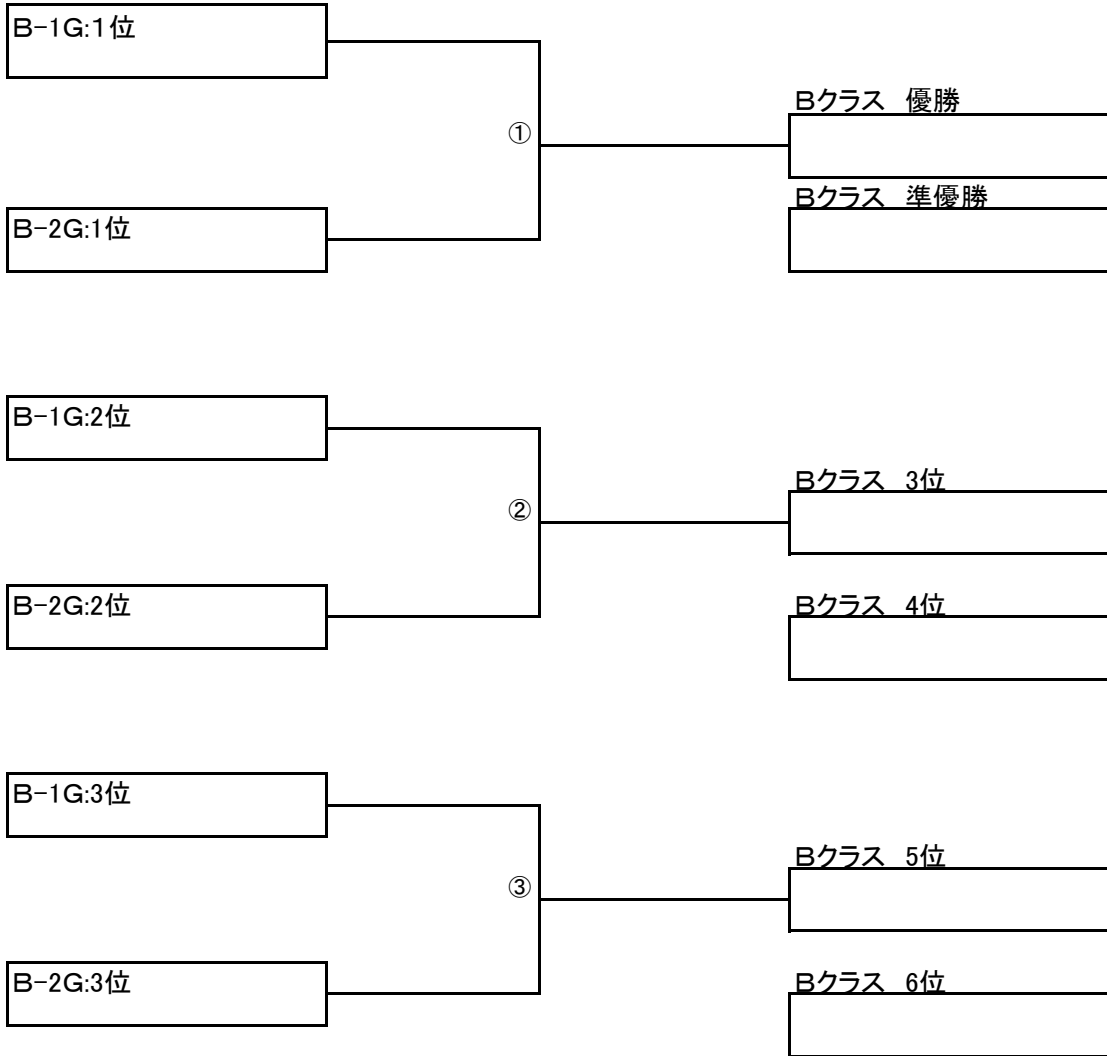 Ｂ-1Ｇ:１位
Ｂクラス　優勝
①
Ｂクラス　準優勝
Ｂ-2Ｇ:1位
Ｂ-1Ｇ:2位
Ｂクラス　3位
②
Ｂ-2Ｇ:2位
Ｂクラス　4位
Ｂ-1Ｇ:3位
Ｂクラス　5位
③
Ｂ-2Ｇ:3位
Ｂクラス　6位